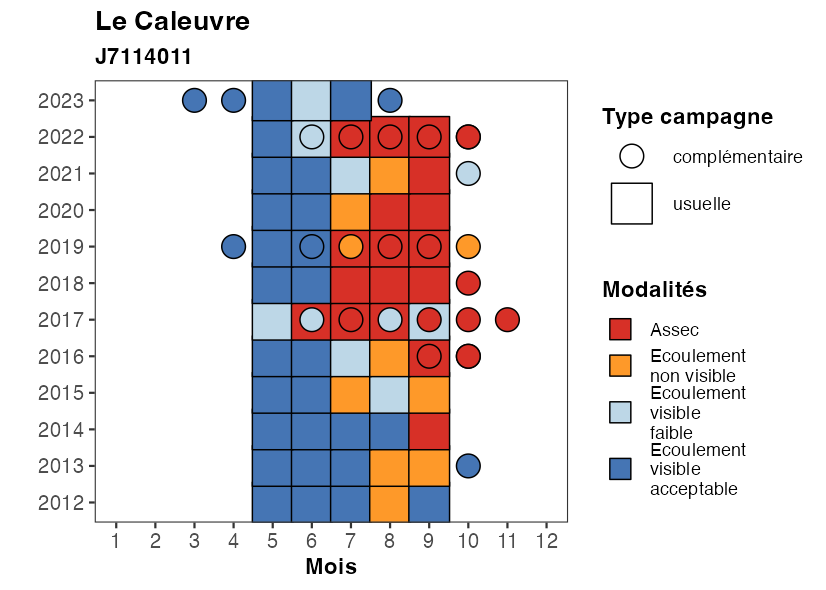 Le Caleuvre
J7114011
2023
2022
2021
2020
2019
2018
2017
2016
2015
2014
2013
2012
1 2 3 4 5 6 7 8 9 10 11 12
Mois
Type campagne
complémentaire
usuelle
Modalités
Assec
Ecoulement
non visible
Ecoulement
visible
faible
Ecoulement
visible
acceptable